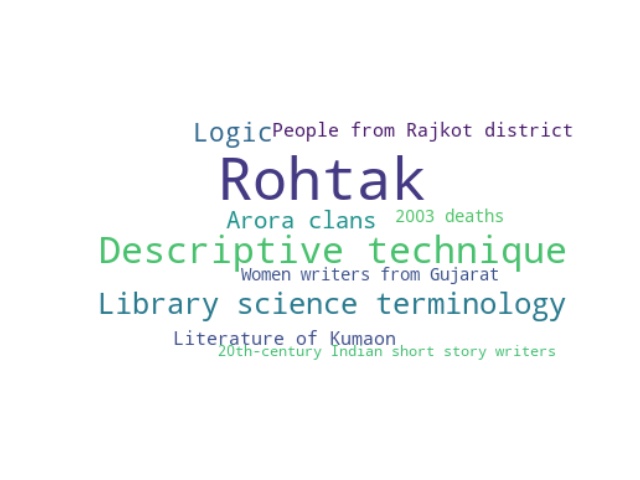 Logic
People from Rajkot district
Rohtak
Arora clans
2003 deaths
Descriptive technique
Women writers from Gujarat
Library science terminology
Literature of Kumaon
20th-century Indian short story writers